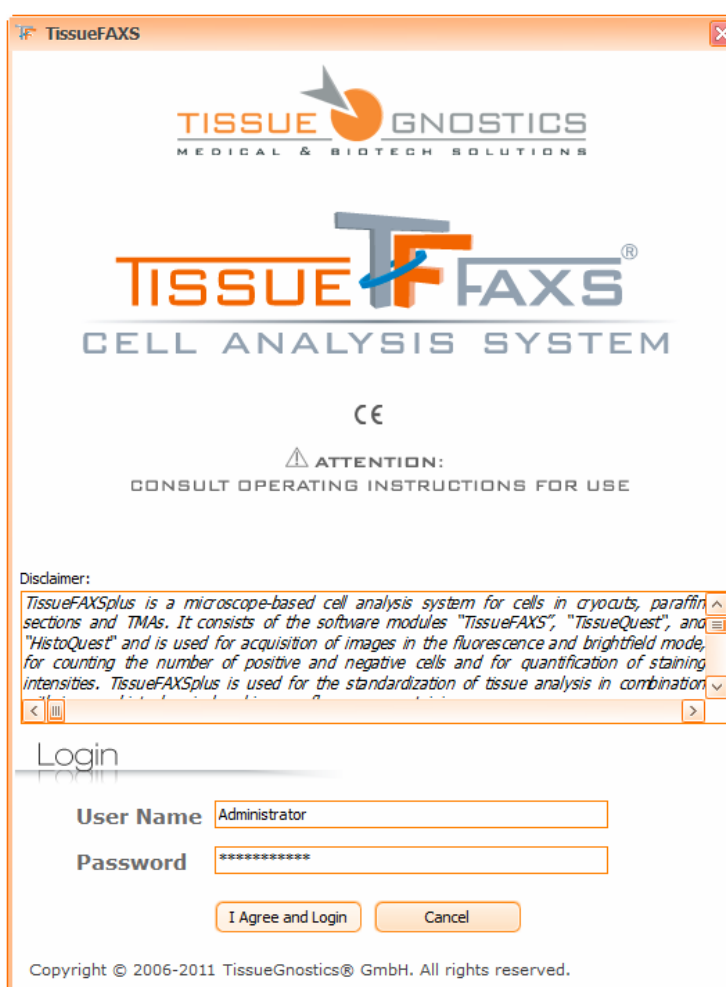 TissueFAXS
TISSUE GNOSTICS
MEDICAL & BIOTECH SOLUTIONS
TISSUE TF FAXS®
CELL ANALYSIS SYSTEM
CE
ATTENTION:
CONSULT OPERATING INSTRUCTIONS FOR USE
Disclaimer:
TissueFAXSplus is a microscope-based cell analysis system for cells in cryocuts, paraffin
sections and TMAs. It consists of the software modules "TissueFAXS", "TissueQuest", and
"HistoQuest" and is used for acquisition of images in the fluorescence and brightfield mode,
for counting the number of positive and negative cells and for quantification of staining
intensities. TissueFAXSplus is used for the standardization of tissue analysis in combination
Login
User Name Administrator
Password ***********
I Agree and Login Cancel
Copyright © 2006-2011 TissueGnostics® GmbH. All rights reserved.